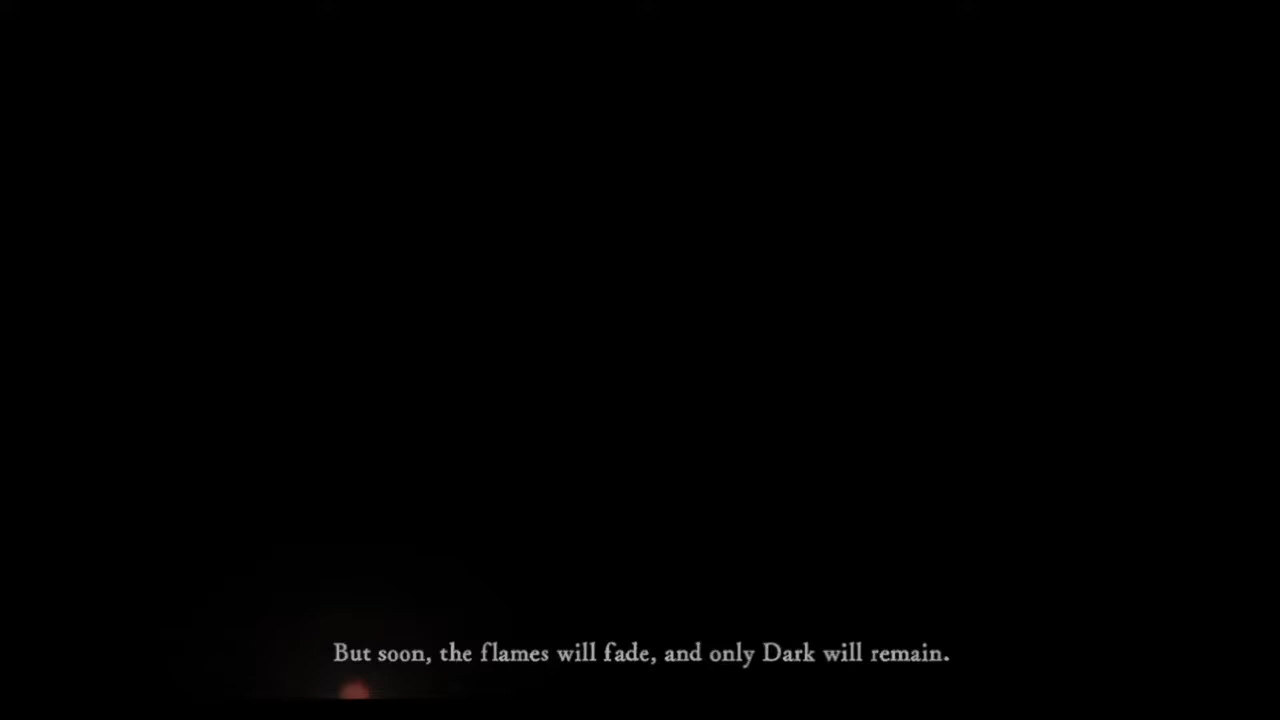 But soon, the flames will fade, and only Dark will remain.